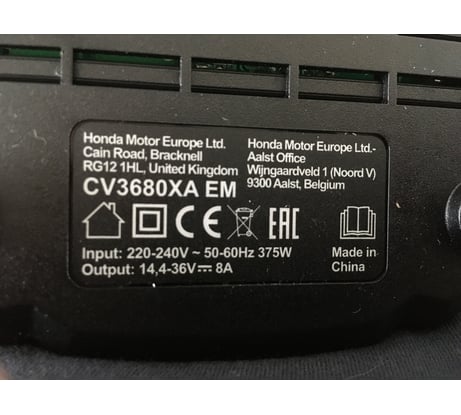 Honda Motor Europe Ltd.
Cain Road, Bracknell
RG12 1HL, United Kingdom
Honda Motor Europe Ltd.-
Aalst Office
Wijngaardveld 1 (Noord V)
9300 Aalst, Belgium
CV3680XA EM
CE
EAC
Input: 220-240V ~ 50-60Hz 375W
Output: 14,4-36V⎓8A
Made in
China